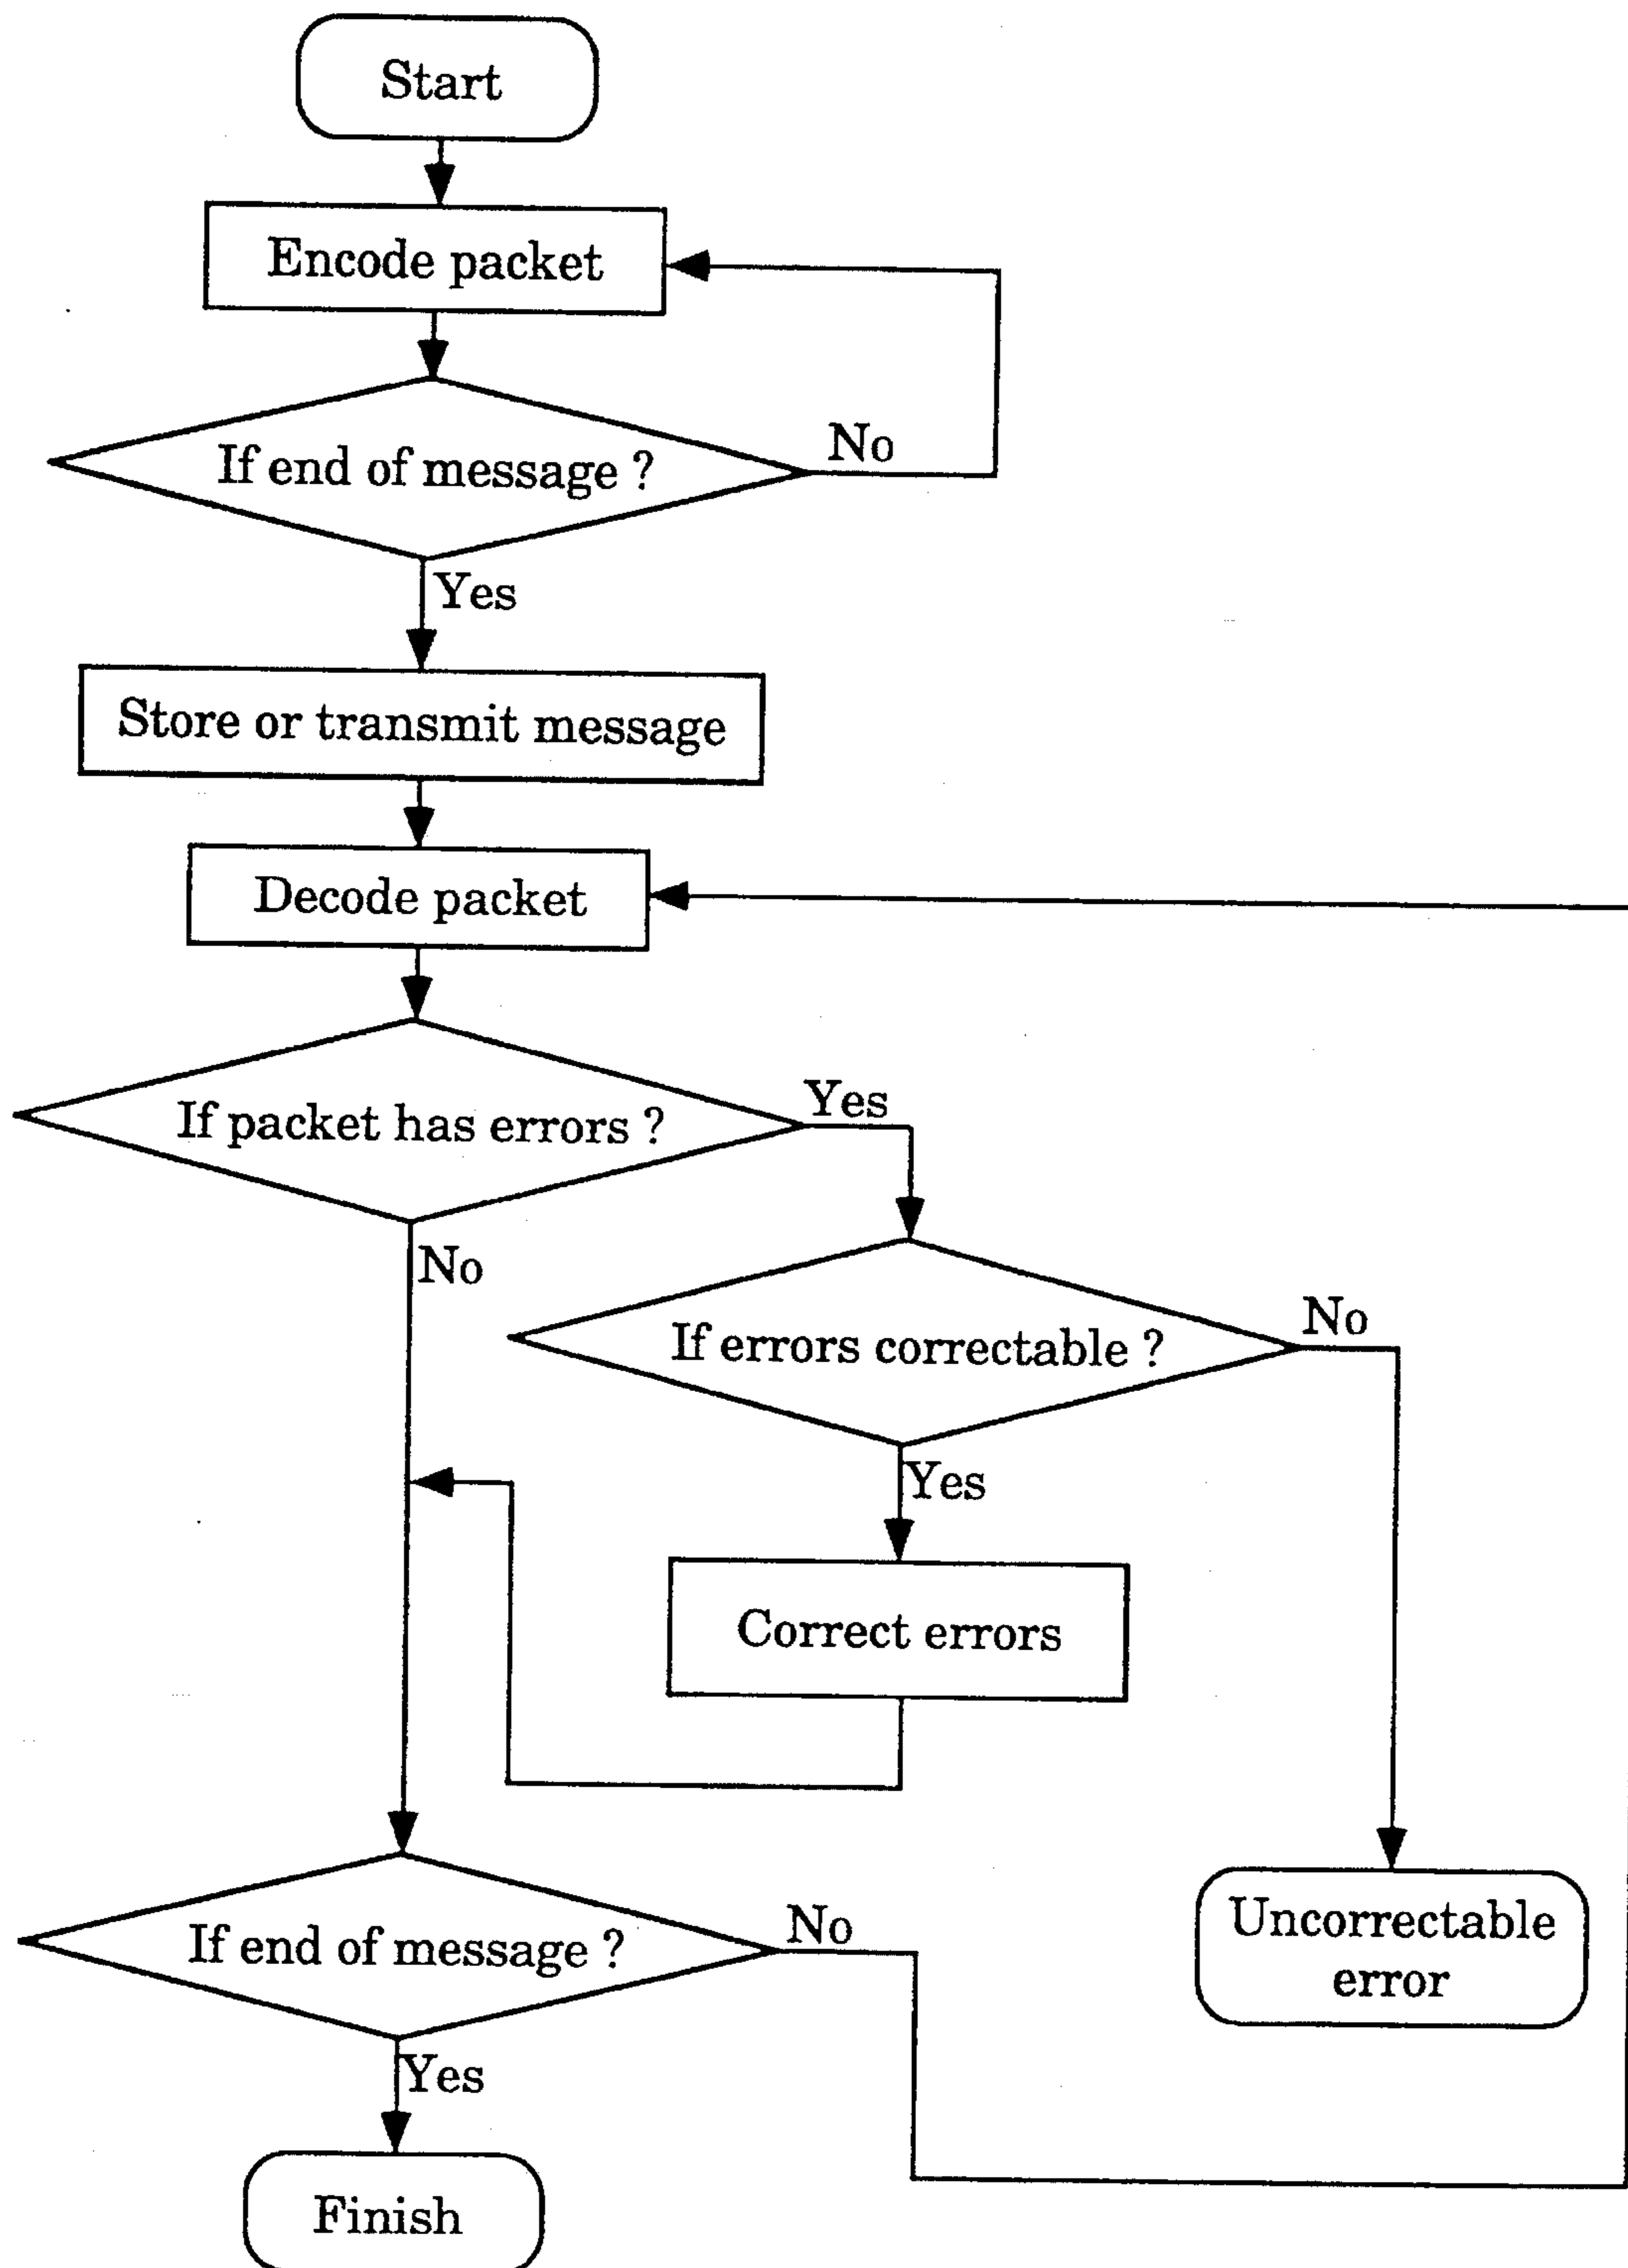 Start
Encode packet
If end of message ?
No
Yes
Store or transmit message
Decode packet
If packet has errors ?
Yes
No
If errors correctable ?
No
Yes
Correct errors
If end of message ?
No
Uncorrectable
error
Yes
Finish